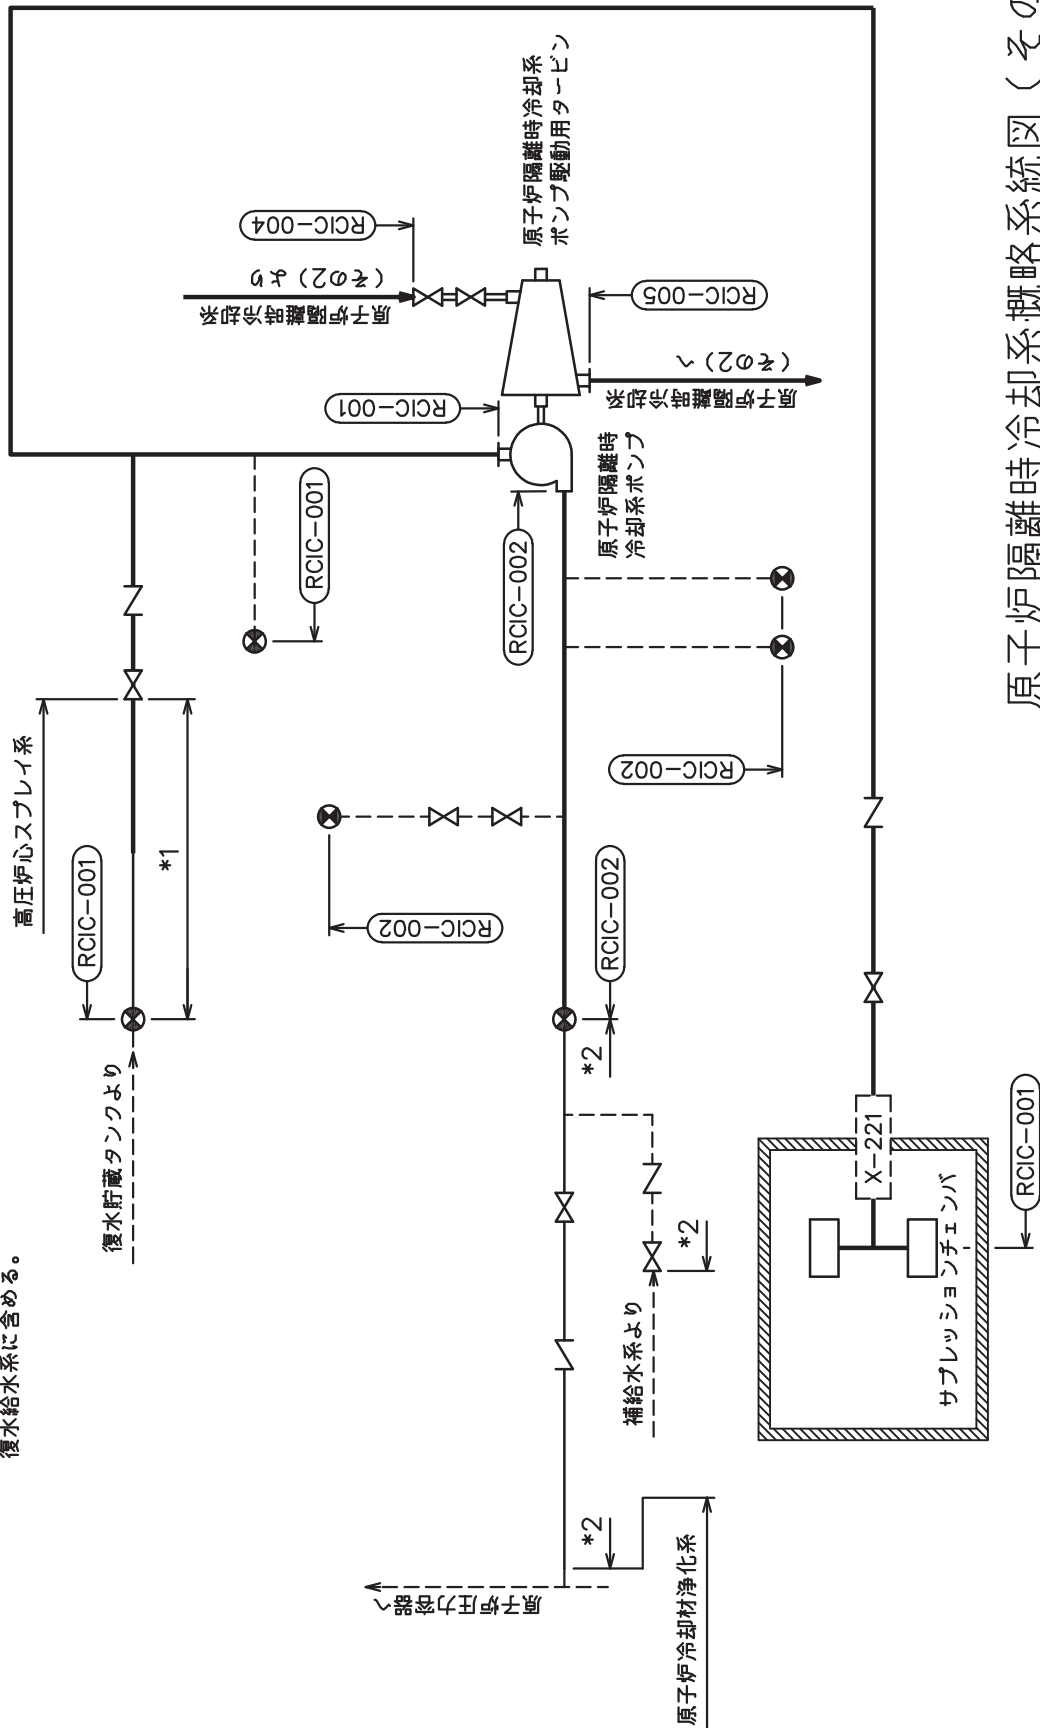 復水給水系に含める。
高圧炉心スプレイ系
RCIC-001
*1
復水貯蔵タンクより
RCIC-001
原子炉隔離時冷却系
(その2)より
RCIC-004
原子炉隔離時冷却系
ポンプ駆動用タービン
RCIC-005
原子炉隔離時冷却系
(その2)へ
RCIC-001
RCIC-002
原子炉隔離時
冷却系ポンプ
RCIC-002
RCIC-002
RCIC-002
*2
*2
補給水系より
*2
原子炉圧力容器へ
原子炉冷却材浄化系
X-221
サプレッションチェンバ
RCIC-001
原子炉隔離時冷却系概略系統図(その